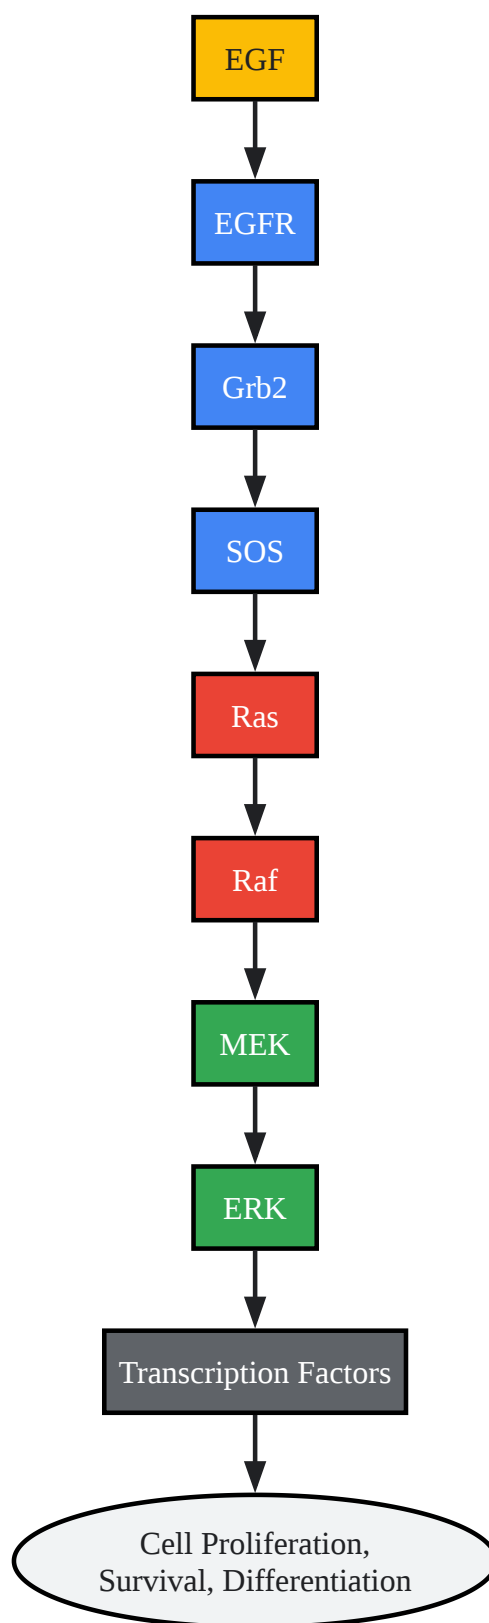 EGF
EGFR
Grb2
SOS
Ras
Raf
MEK
ERK
Transcription Factors
Cell Proliferation,
Survival, Differentiation